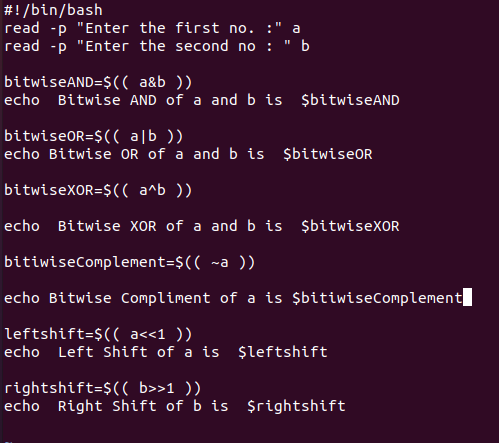 #!/bin/bash
read -p "Enter the first no. :" a
read -p "Enter the second no : " b
bitwiseAND=$(( a&b ))
echo  Bitwise AND of a and b is  $bitwiseAND
bitwiseOR=$(( a|b ))
echo Bitwise OR of a and b is  $bitwiseOR
bitwiseXOR=$(( a^b ))
echo  Bitwise XOR of a and b is  $bitwiseXOR
bitiwiseComplement=$(( ~a ))
echo Bitwise Compliment of a is $bitiwiseComplement
leftshift=$(( a<<1 ))
echo  Left Shift of a is  $leftshift
rightshift=$(( b>>1 ))
echo  Right Shift of b is  $rightshift